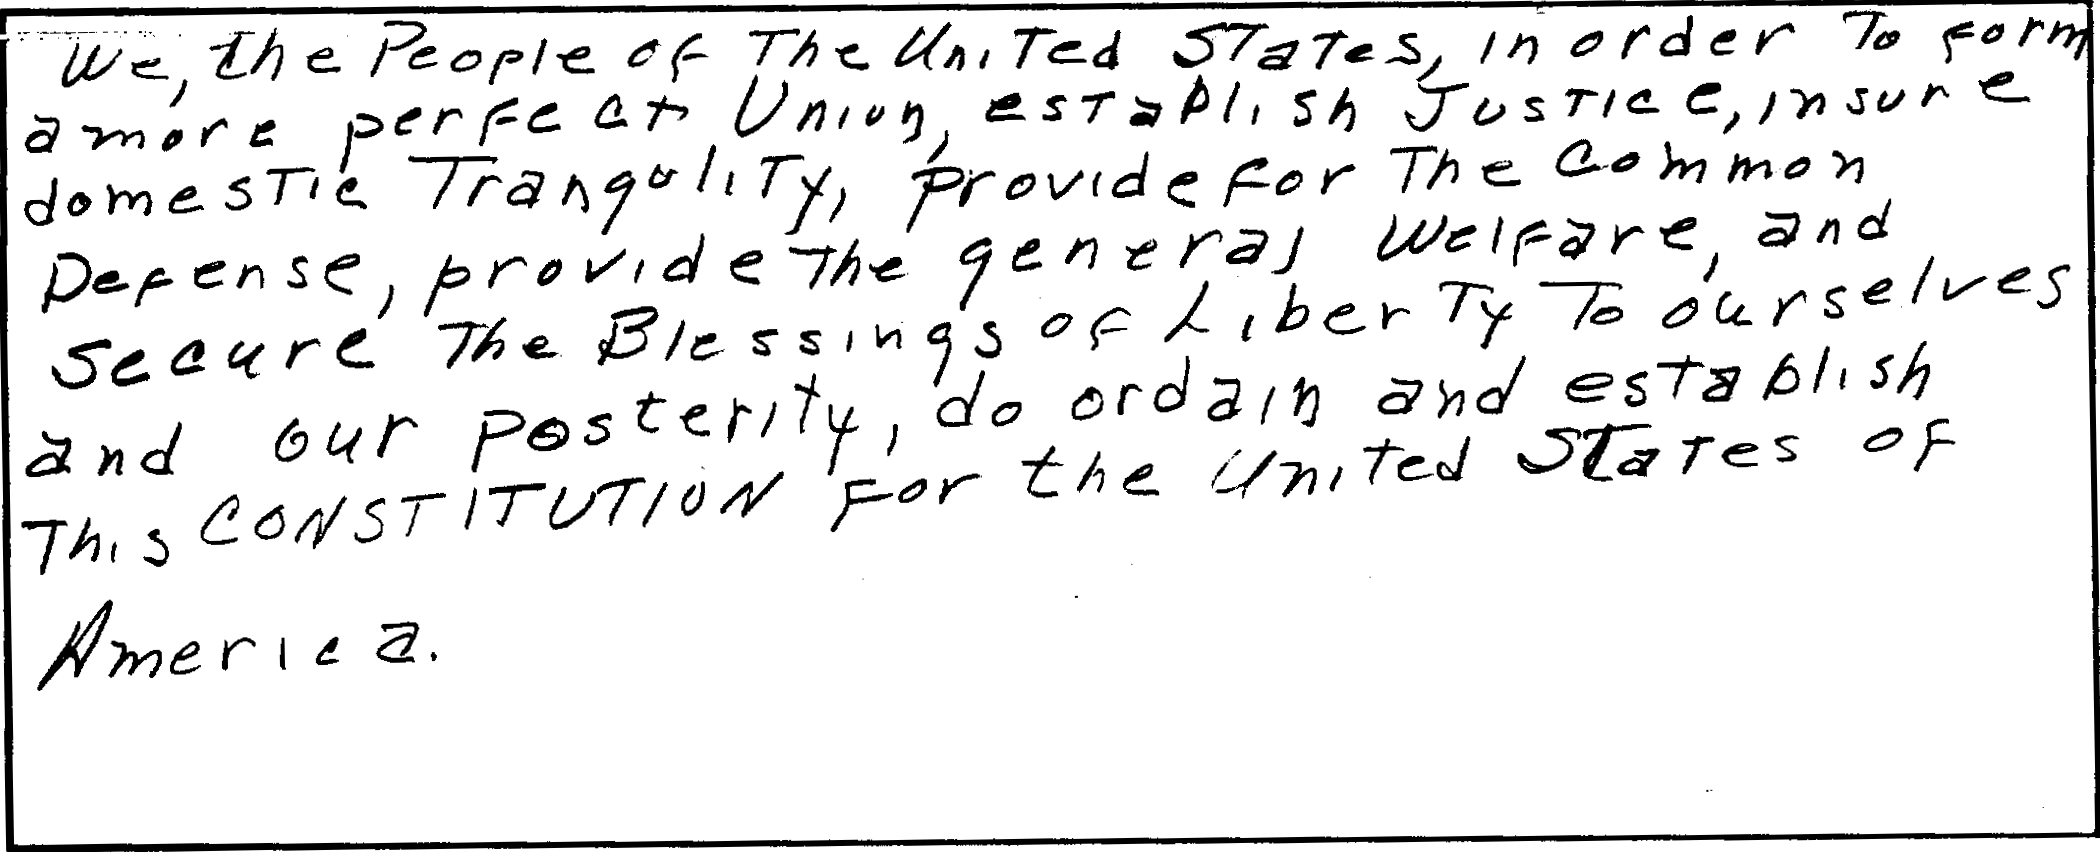 We, the People of The United States, in order To form
a more perfect Union, establish Justice, insure
domestic Tranqulity, provide for The Common
Defense, provide The general Welfare, and
secure The Blessings of Liberty To ourselves
and our posterity, do ordain and establish
This CONSTITUTION for the United States of
America.